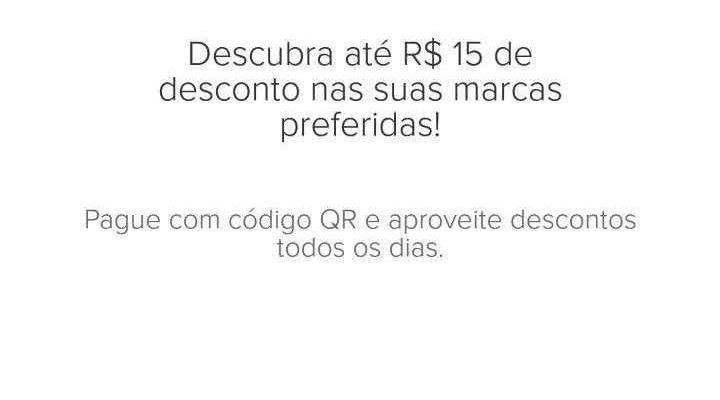 Descubra até R$ 15 de
desconto nas suas marcas
preferidas!
Pague com código QR e aproveite descontos
todos os dias.